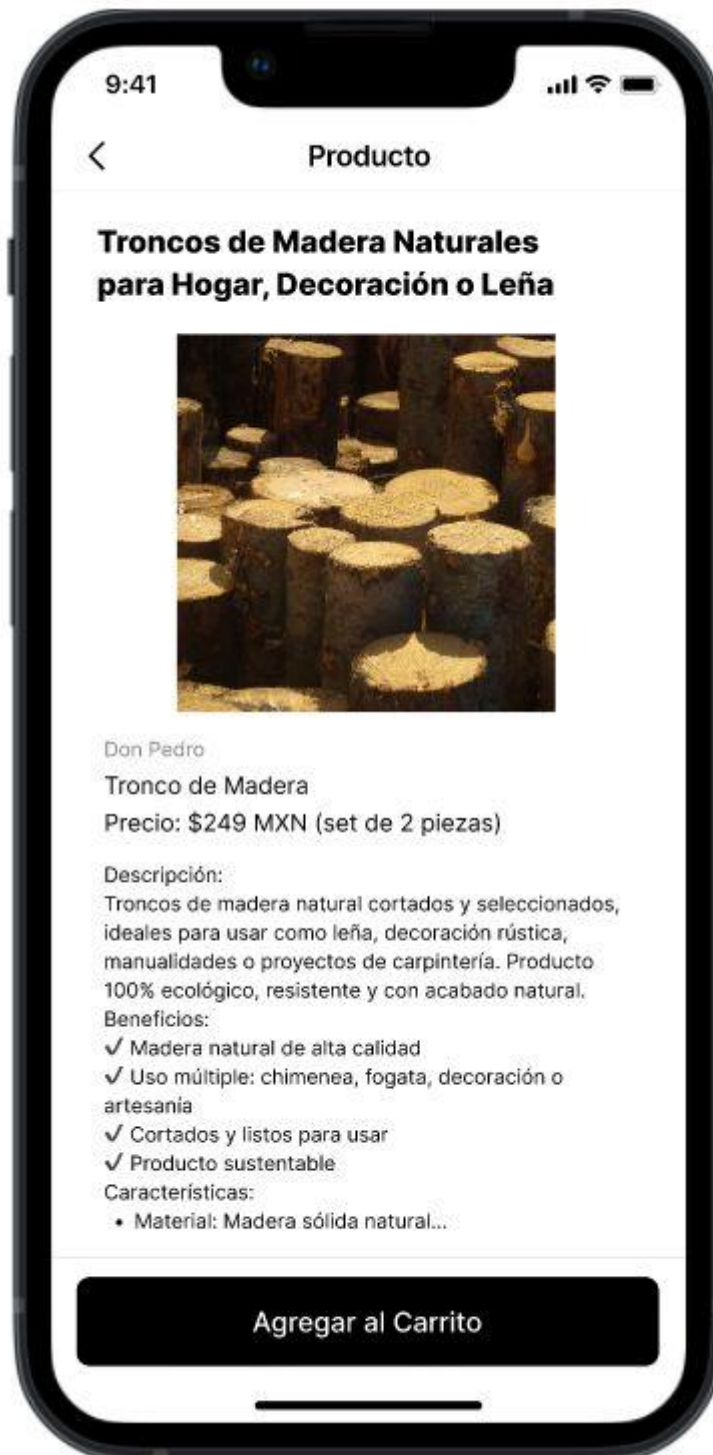 9:41
Producto
Troncos de Madera Naturales
para Hogar, Decoración o Leña
Don Pedro
Tronco de Madera
Precio: $249 MXN (set de 2 piezas)
Descripción:
Troncos de madera natural cortados y seleccionados,
ideales para usar como leña, decoración rústica,
manualidades o proyectos de carpintería. Producto
100% ecológico, resistente y con acabado natural.
Beneficios:
✓ Madera natural de alta calidad
✓ Uso múltiple: chimenea, fogata, decoración o
artesanía
✓ Cortados y listos para usar
✓ Producto sustentable
Características:
• Material: Madera sólida natural...
Agregar al Carrito